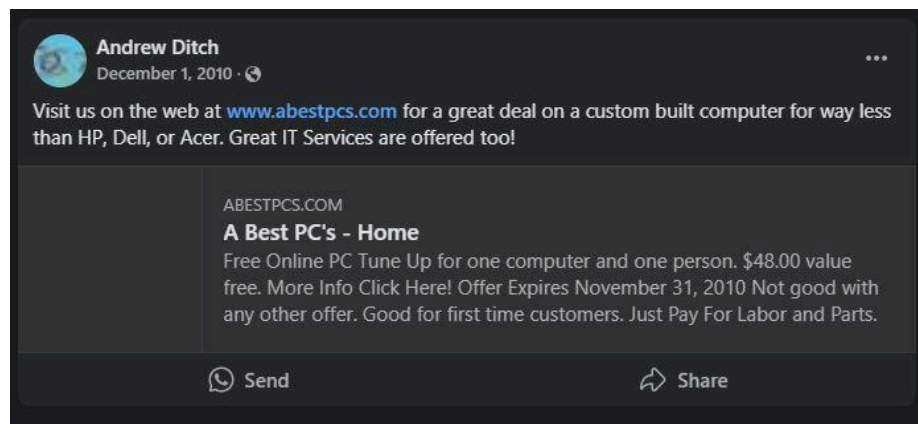 Andrew Ditch
December 1, 2010 ·
Visit us on the web at www.abestpcs.com for a great deal on a custom built computer for way less
than HP, Dell, or Acer. Great IT Services are offered too!
ABESTPCS.COM
A Best PC's - Home
Free Online PC Tune Up for one computer and one person. $48.00 value
free. More Info Click Here! Offer Expires November 31, 2010 Not good with
any other offer. Good for first time customers. Just Pay For Labor and Parts.
Send
Share